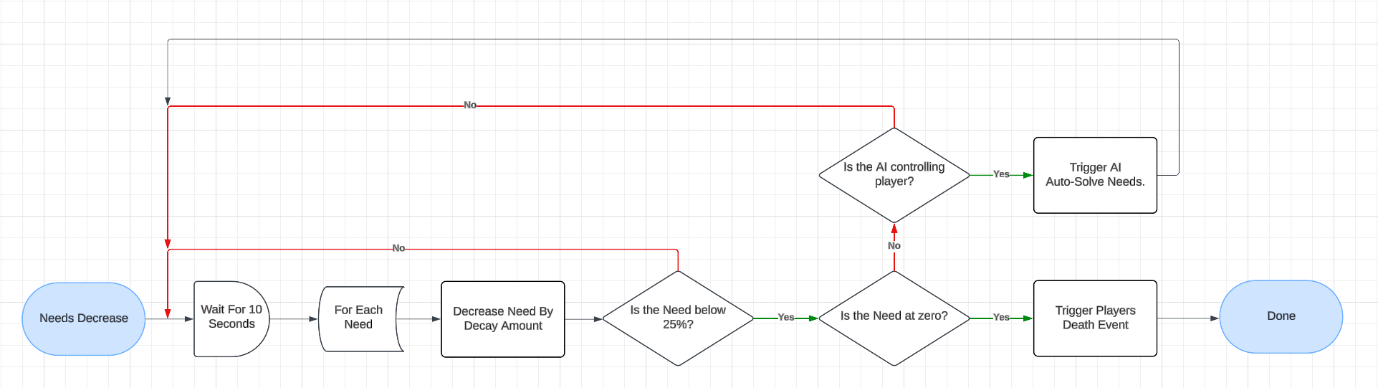 No
Is the AI controlling
player?
Yes
Trigger AI
Auto-Solve Needs.
No
No
Needs Decrease
Wait For 10
Seconds
For Each
Need
Decrease Need By
Decay Amount
Is the Need below
25%?
Yes
Is the Need at zero?
Yes
Trigger Players
Death Event
Done